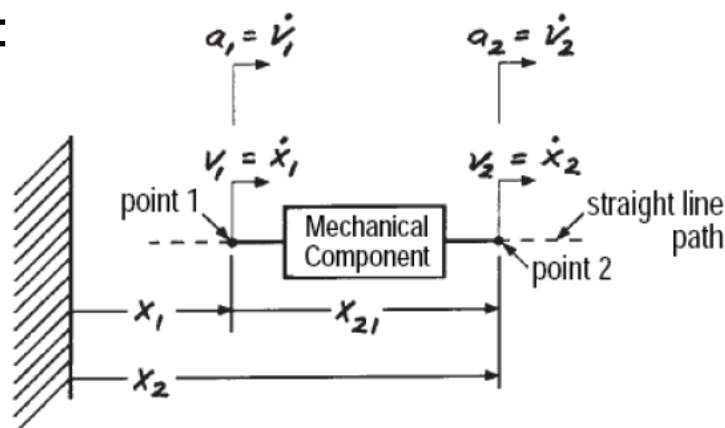 a₁ = v̇₁
a₂ = v̇₂
v₁ = ẋ₁
v₂ = ẋ₂
point 1
Mechanical
Component
straight line
path
point 2
x₁
x₂₁
x₂